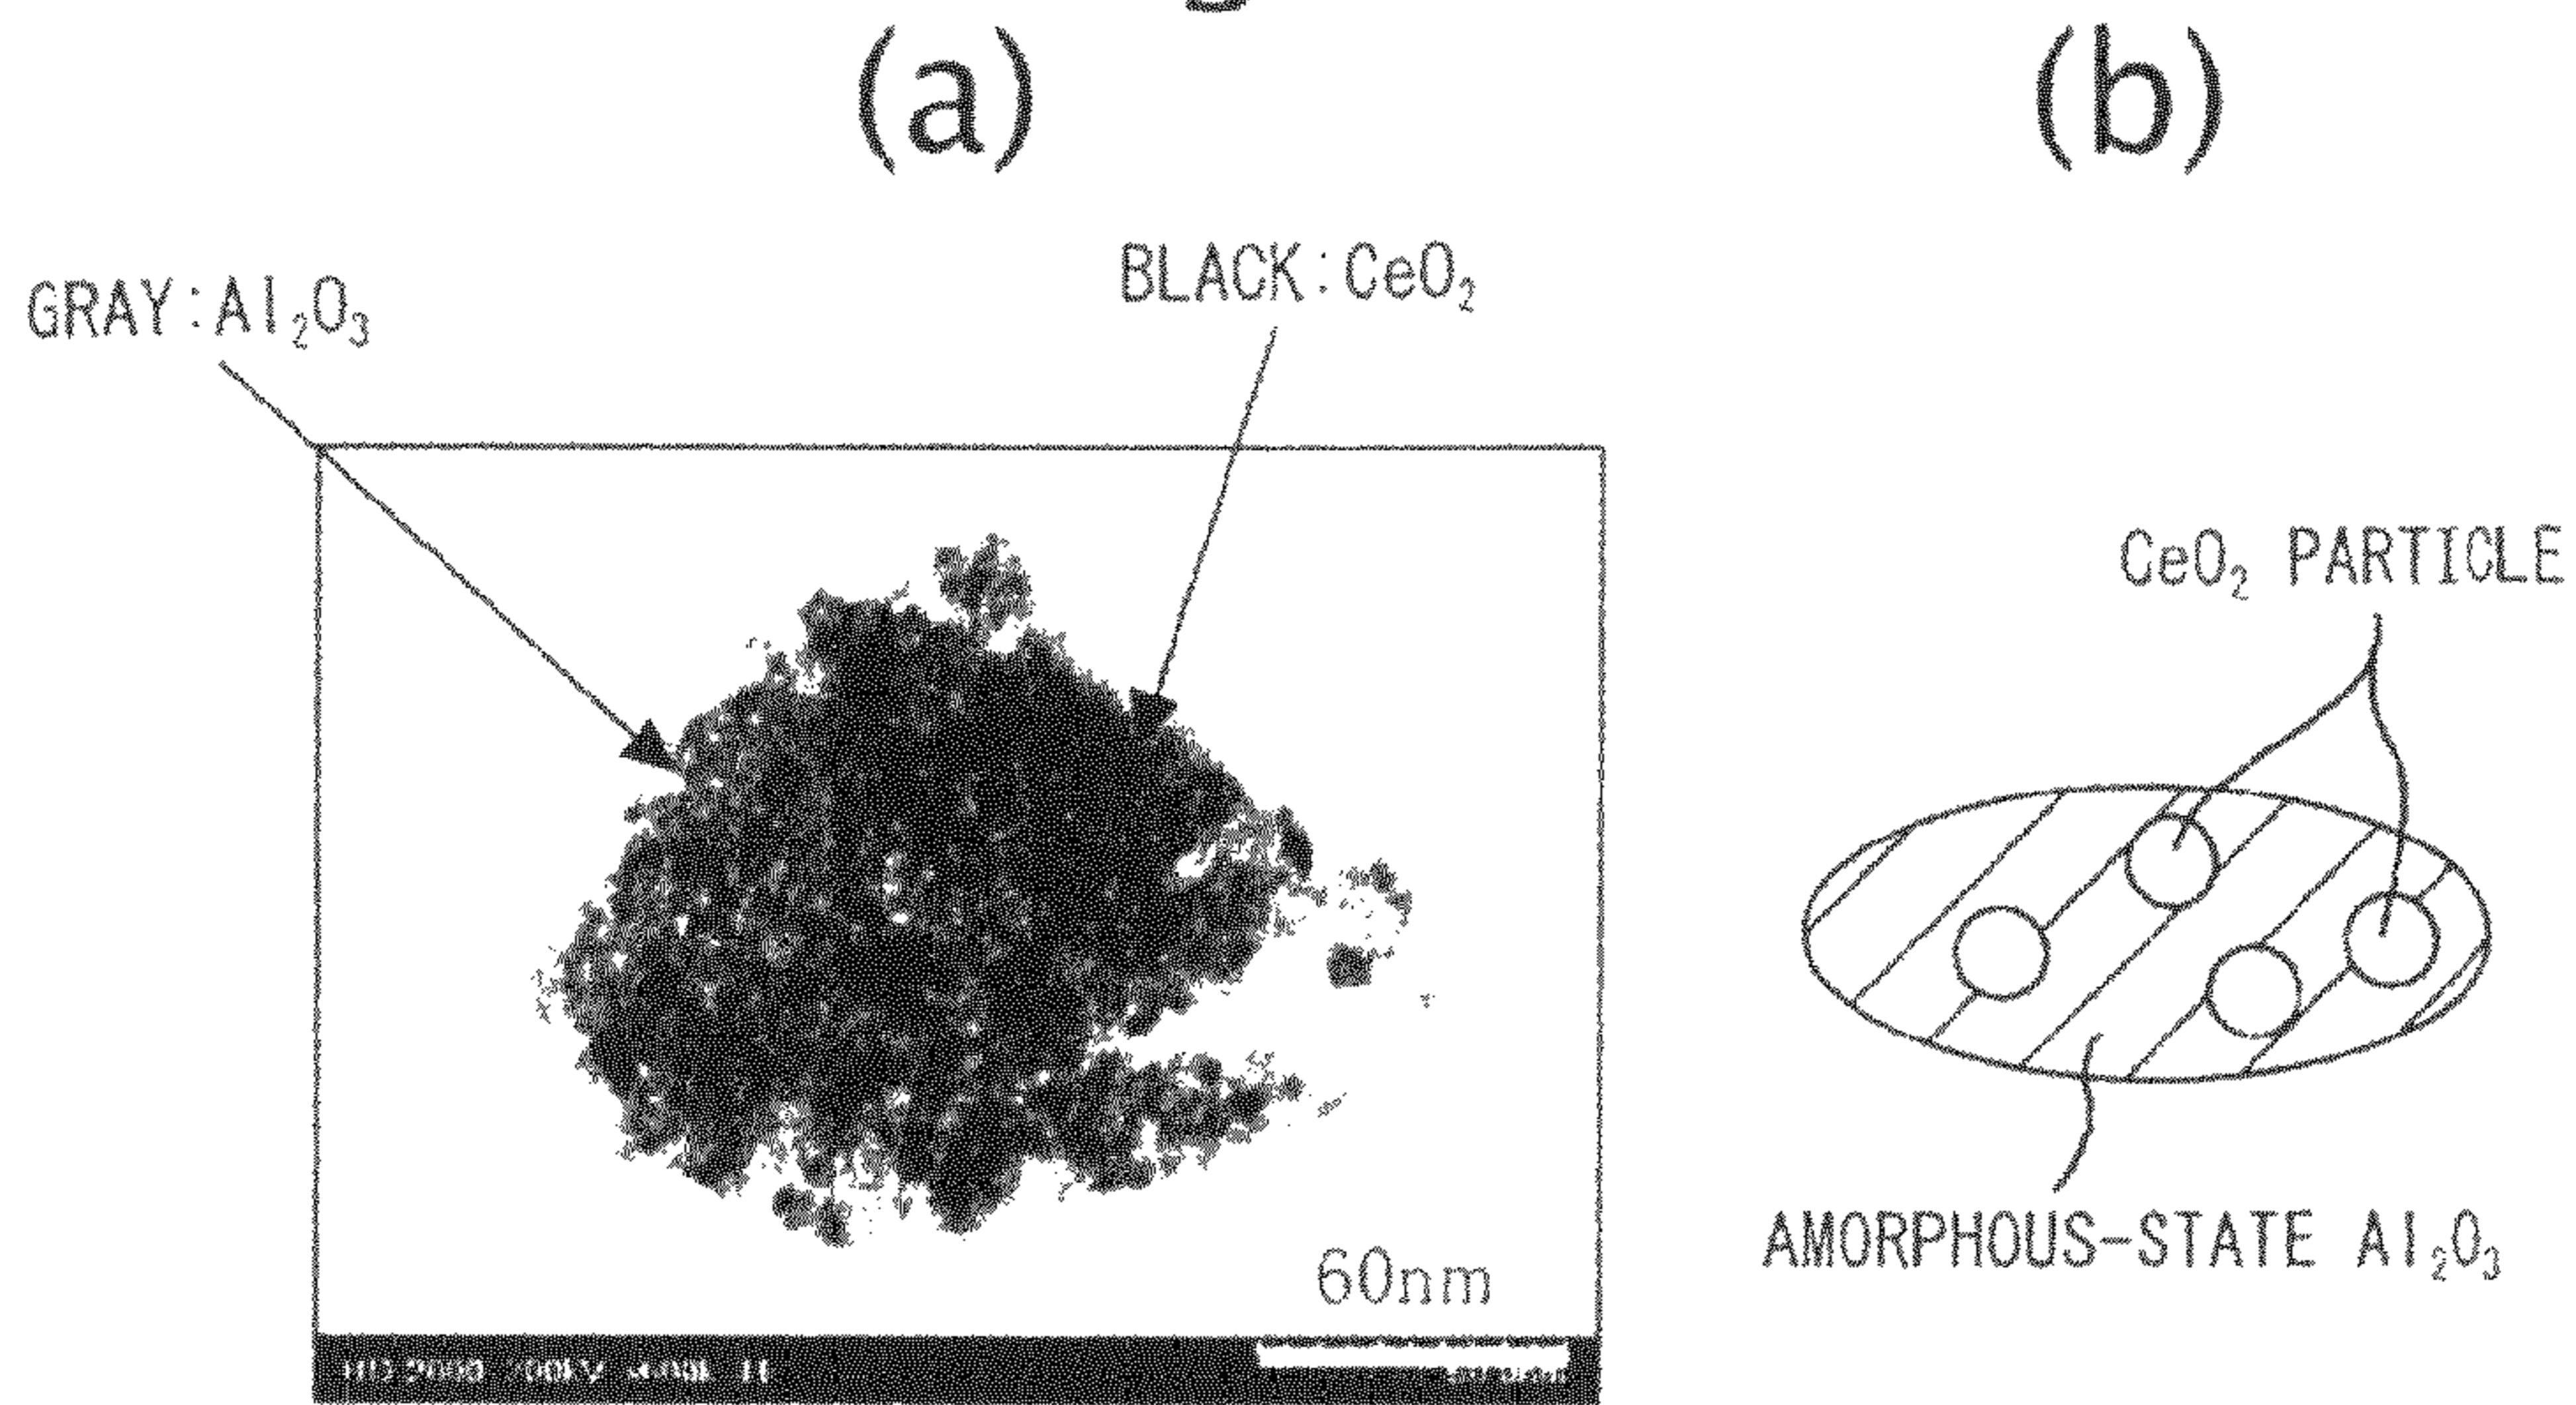 (a)
(b)
GRAY:Al₂O₃
BLACK:CeO₂
CeO₂ PARTICLE
AMORPHOUS-STATE Al₂O₃
60nm